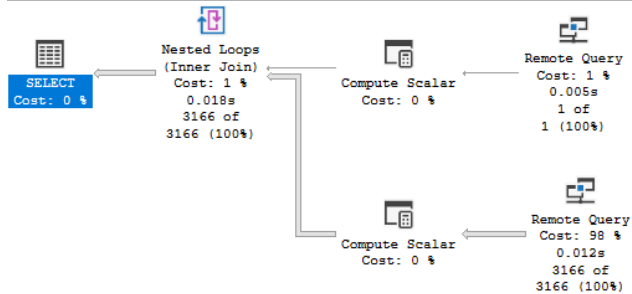 SELECT
Cost: 0 %
Nested Loops
(Inner Join)
Cost: 1 %
0.018s
3166 of
3166 (100%)
Compute Scalar
Cost: 0 %
Remote Query
Cost: 1 %
0.005s
1 of
1 (100%)
Compute Scalar
Cost: 0 %
Remote Query
Cost: 98 %
0.012s
3166 of
3166 (100%)